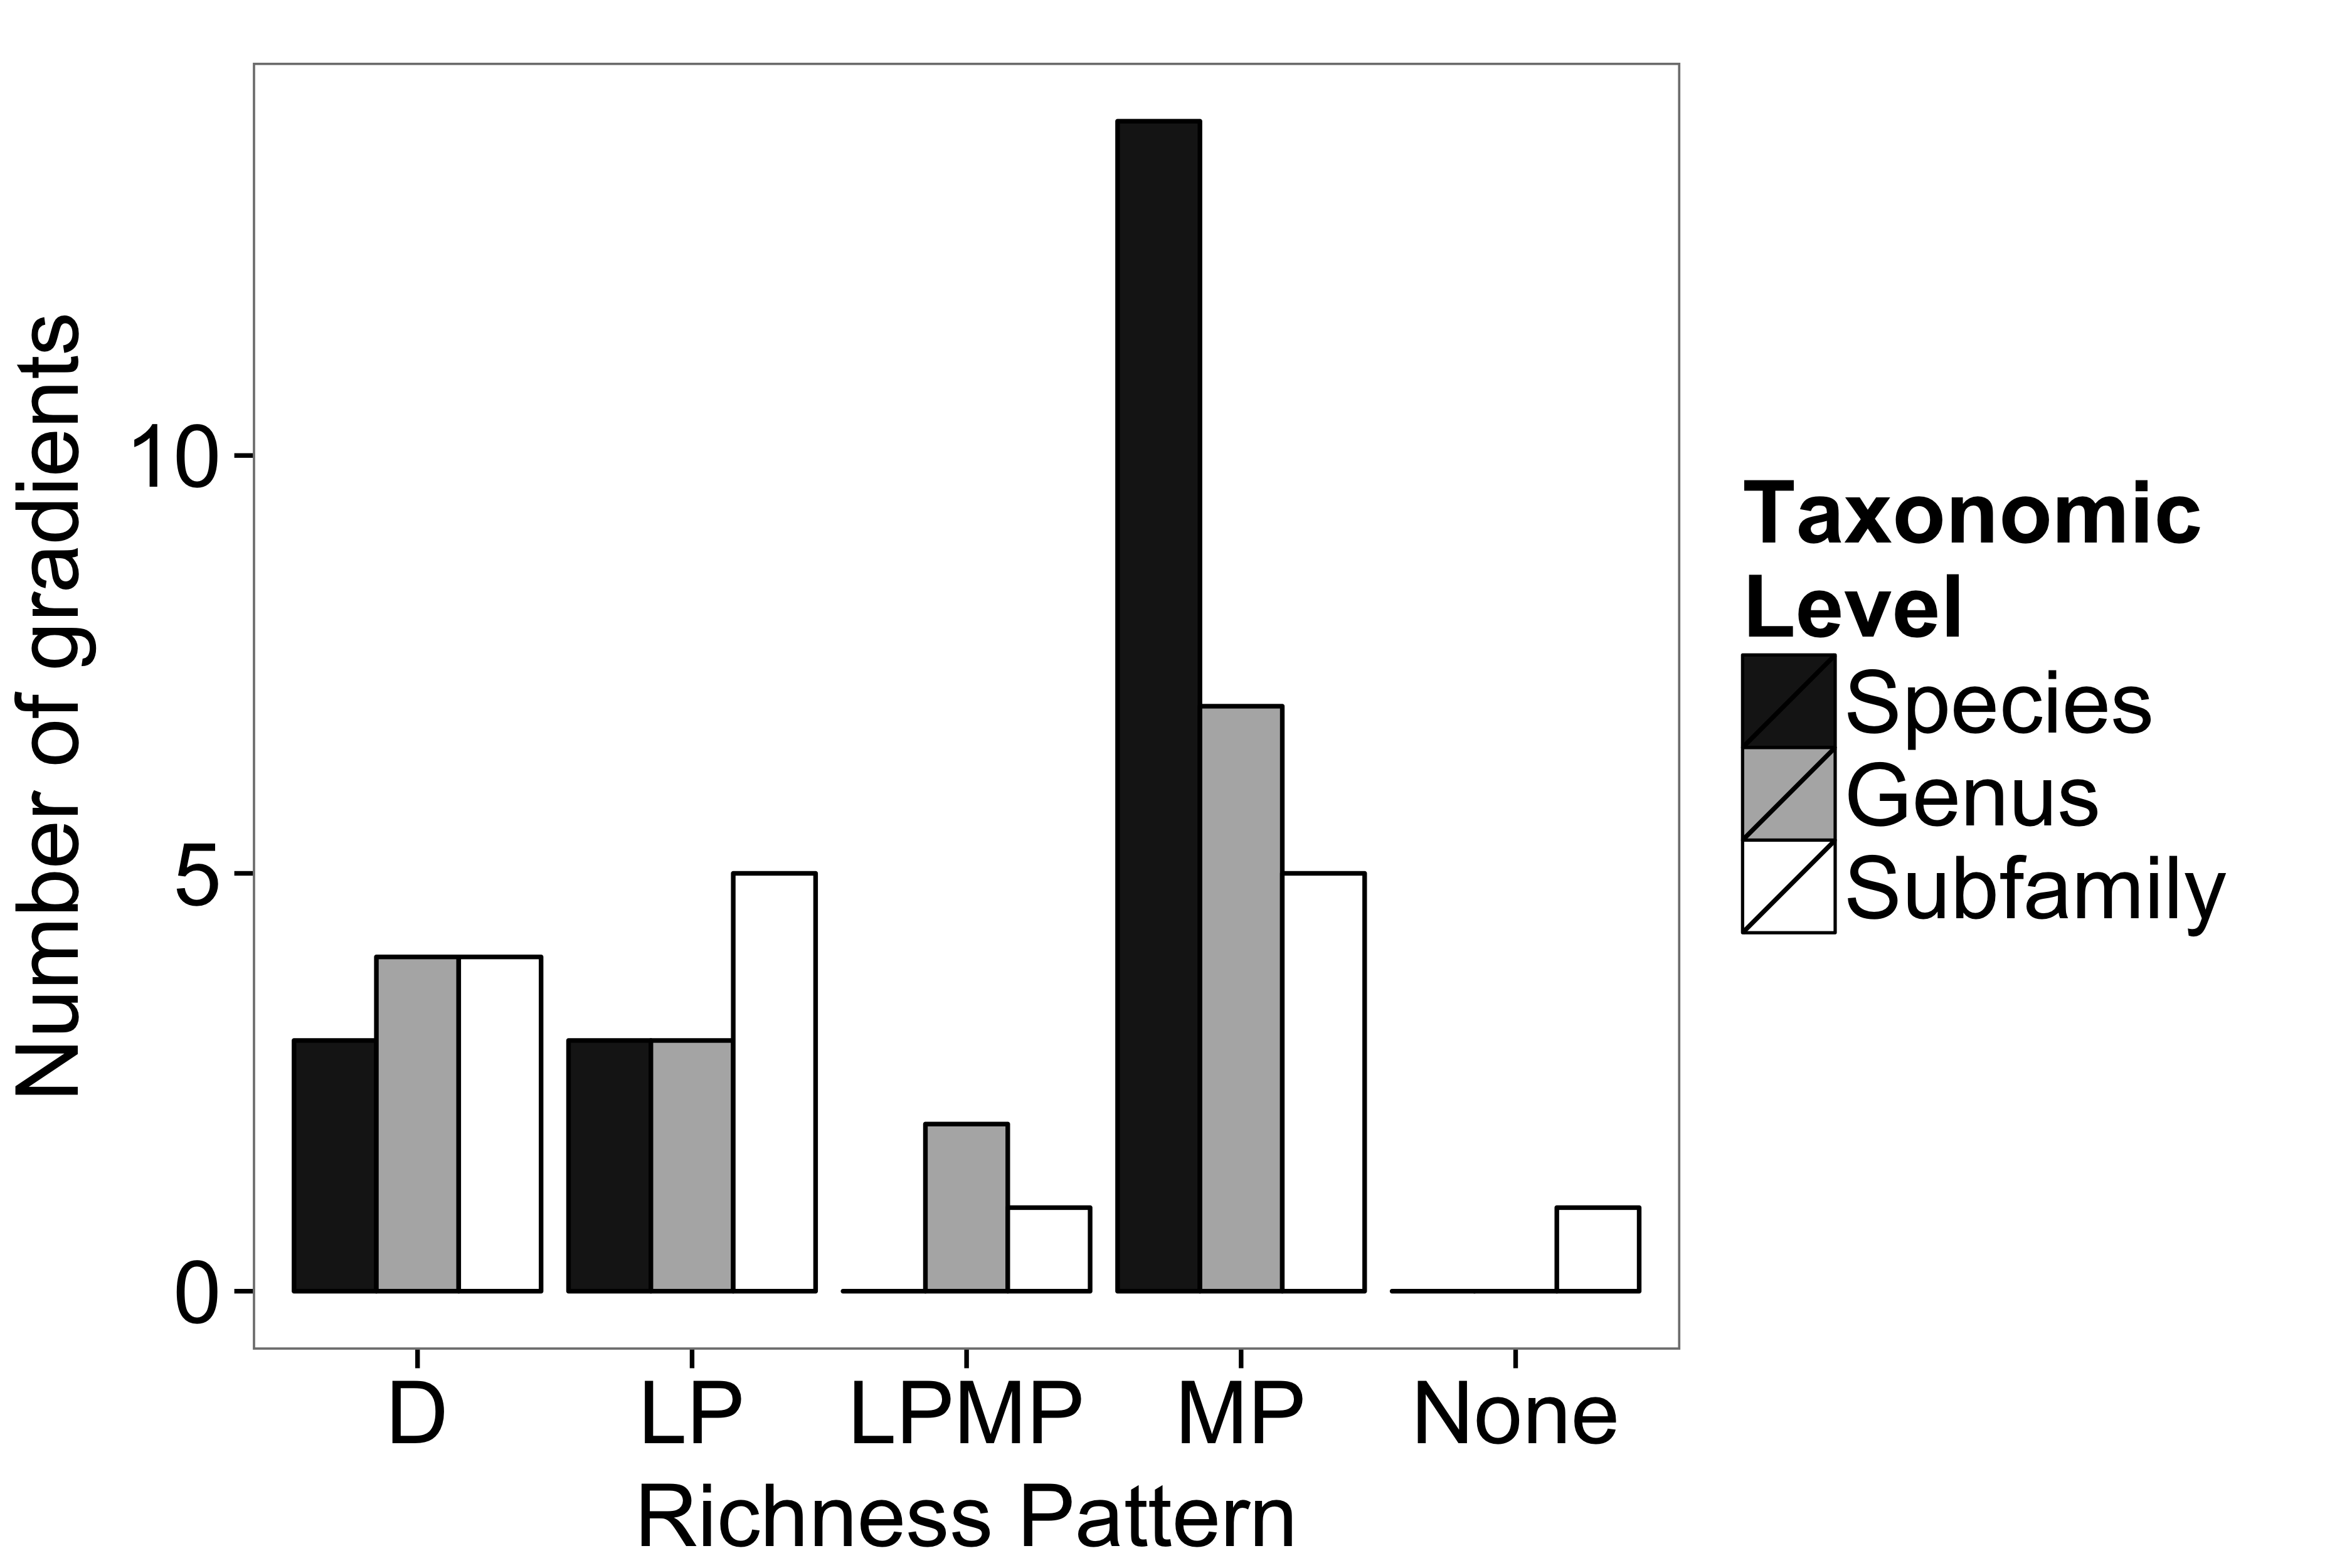 Number of gradients
10
5
0
D LP LPMP MP None
Richness Pattern
Taxonomic
Level
Species
Genus
Subfamily